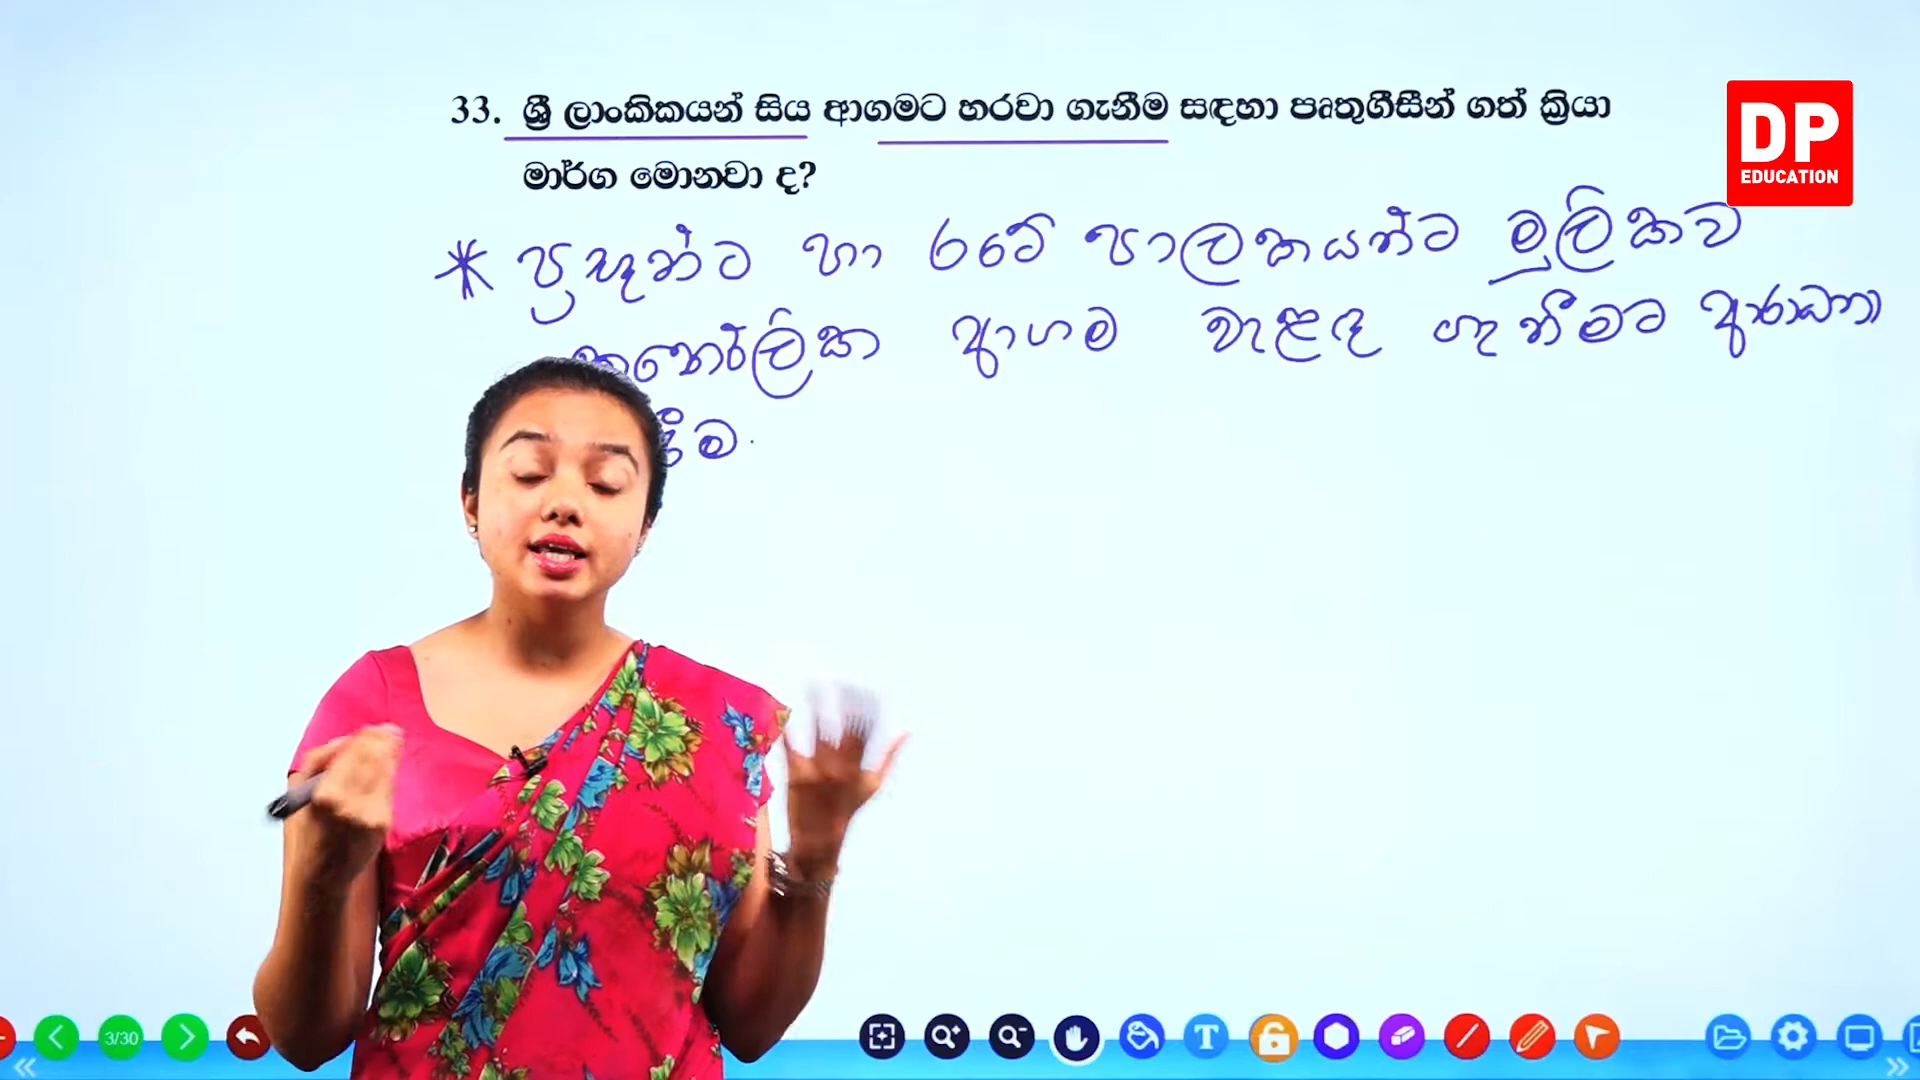 33. ශ්‍රී ලාංකිකයන් සිය ආගමට හරවා ගැනීම සඳහා පෘතුගීසීන් ගත් ක්‍රියා
මාර්ග මොනවා ද?
DP
EDUCATION
* ප්‍රභූන්ට හා රටේ පාලකයන්ට මූලිකව
කතෝලික ආගම වැළඳ ගැනීමට ආරාධනා
3/30
T